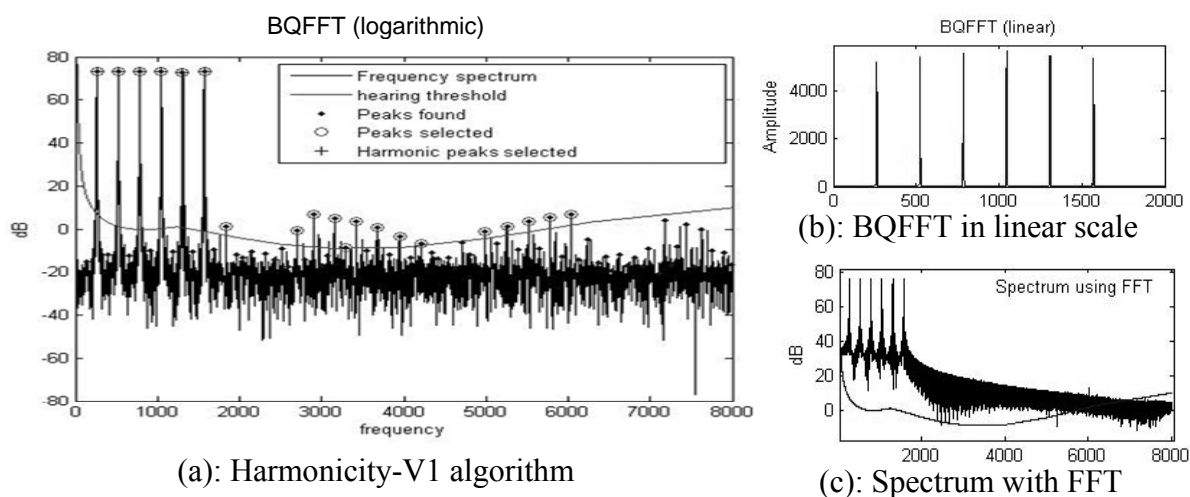 BQFFT (logarithmic)
80
60
40
20
0
-20
-40
-60
-80
dB
Frequency spectrum
hearing threshold
Peaks found
Peaks selected
Harmonic peaks selected
0 1000 2000 3000 4000 5000 6000 7000 8000
frequency
(a): Harmonicity-V1 algorithm
BQFFT (linear)
4000
2000
0
Amplitude
0 500 1000 1500 2000
(b): BQFFT in linear scale
80
60
40
20
0
dB
Spectrum using FFT
2000 4000 6000 8000
(c): Spectrum with FFT